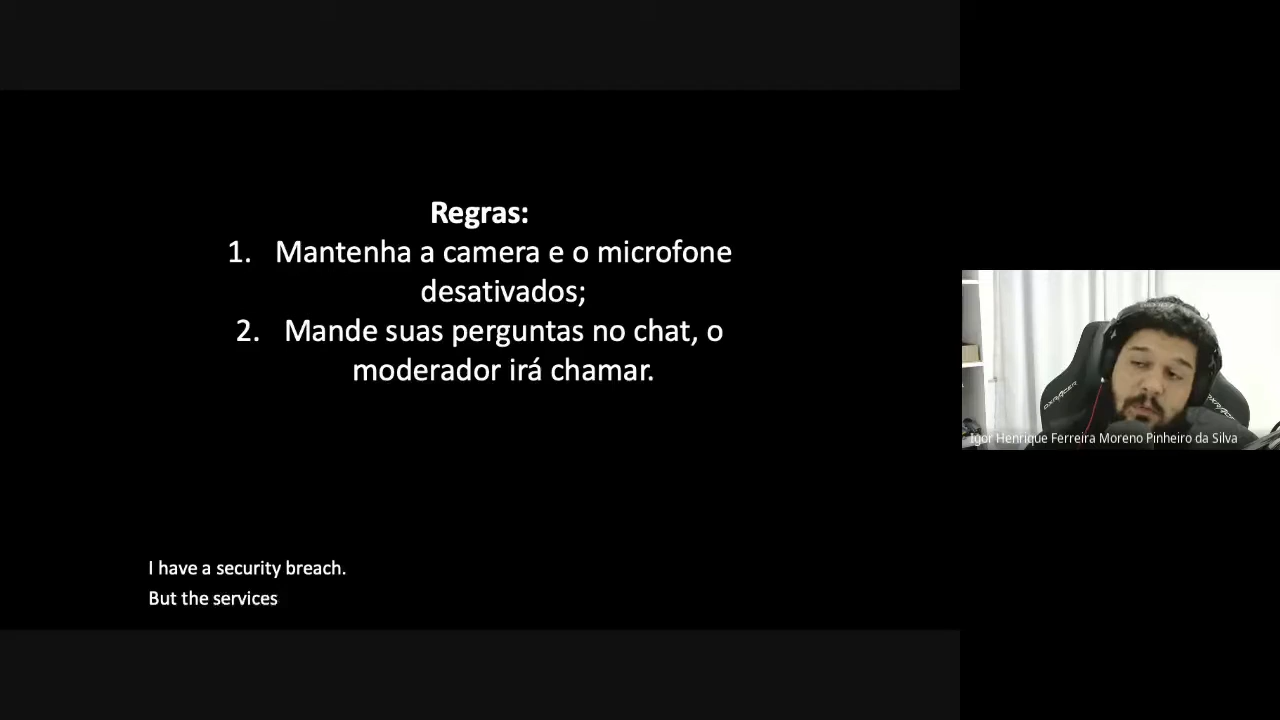 Regras:
1. Mantenha a camera e o microfone
desativados;
2. Mande suas perguntas no chat, o
moderador irá chamar.
I have a security breach.
But the services
Igor Henrique Ferreira Moreno Pinheiro da Silva